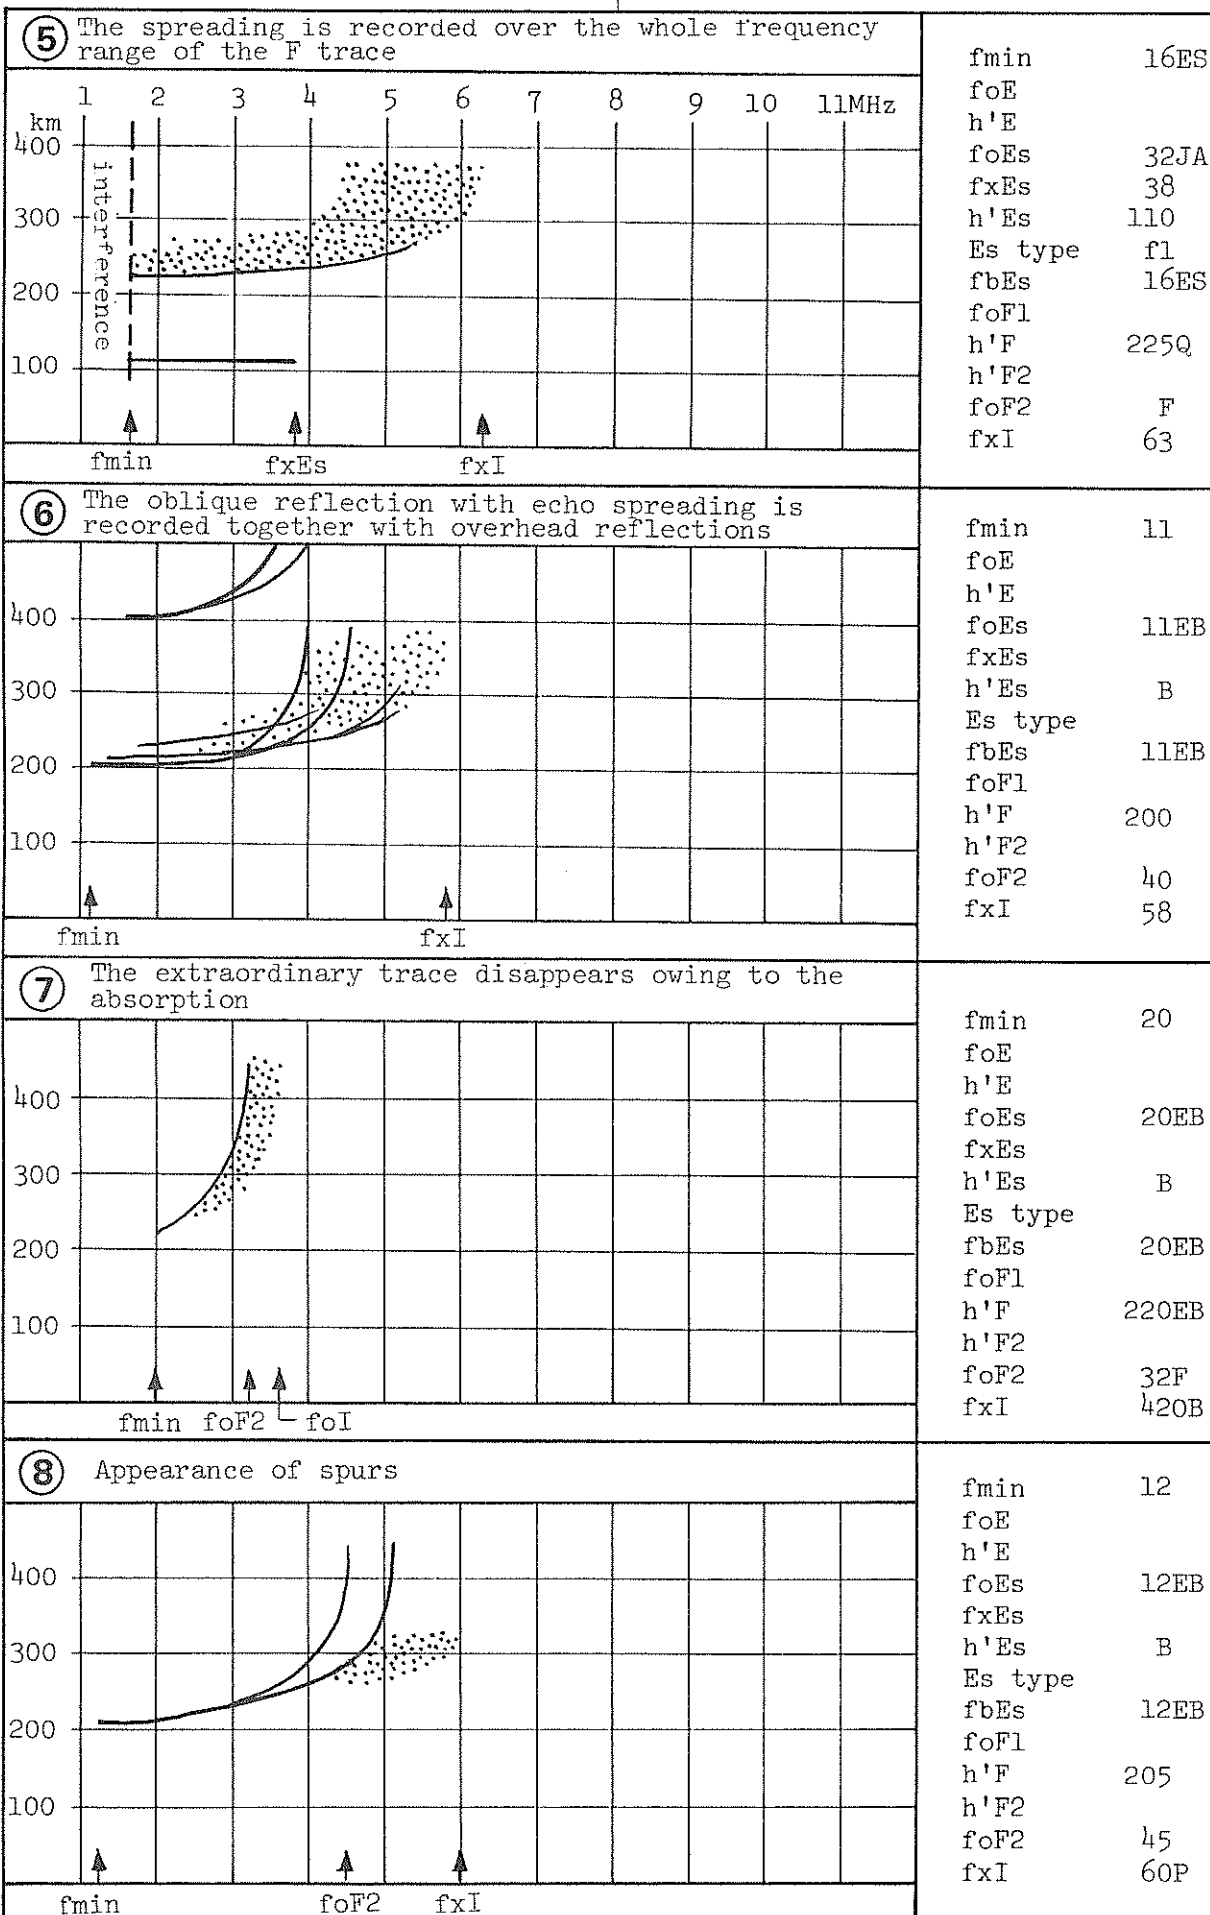 ⑤ The spreading is recorded over the whole frequency
range of the F trace
1 2 3 4 5 6 7 8 9 10 11MHz
km
400
300
200
100
interference
fmin fxEs fxI
fmin 16ES
foE
h'E
foEs 32JA
fxEs 38
h'Es 110
Es type f1
fbEs 16ES
foF1
h'F 225Q
h'F2
foF2 F
fxI 63
⑥ The oblique reflection with echo spreading is
recorded together with overhead reflections
400
300
200
100
fmin fxI
fmin 11
foE
h'E
foEs 11EB
fxEs
h'Es B
Es type
fbEs 11EB
foF1
h'F 200
h'F2
foF2 40
fxI 58
⑦ The extraordinary trace disappears owing to the
absorption
400
300
200
100
fmin foF2 foI
fmin 20
foE
h'E
foEs 20EB
fxEs
h'Es B
Es type
fbEs 20EB
foF1
h'F 220EB
h'F2
foF2 32F
fxI 42OB
⑧ Appearance of spurs
400
300
200
100
fmin foF2 fxI
fmin 12
foE
h'E
foEs 12EB
fxEs
h'Es B
Es type
fbEs 12EB
foF1
h'F 205
h'F2
foF2 45
fxI 60P